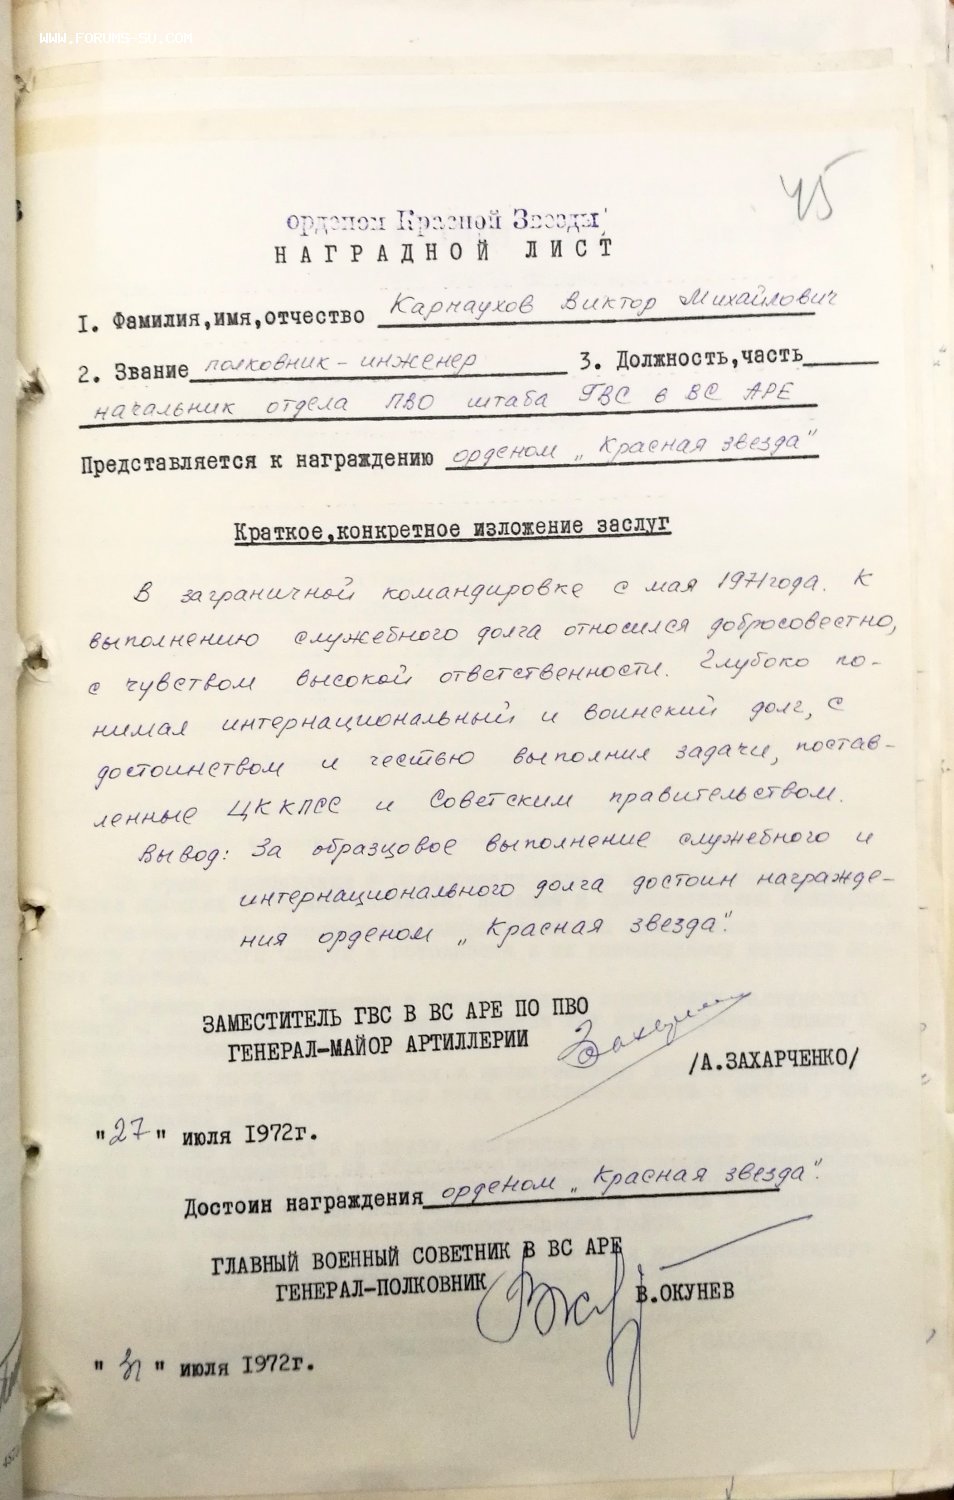 WWW.FORUMS-SU.COM
45
орденом Красной Звезды
НАГРАДНОЙ ЛИСТ
I. Фамилия,имя,отчество Карнаухов Виктор Михайлович
2. Звание полковник-инженер 3. Должность,часть
начальник отдела ПВО штаба ГВС в ВС АРЕ
Представляется к награждению орденом „Красная звезда"
Краткое,конкретное изложение заслуг
В заграничной командировке с мая 1971 года. К
выполнению служебного долга относился добросовестно,
с чувством высокой ответственности. Глубоко по-
нимая интернациональный и воинский долг, с
достоинством и честью выполнил задачи, постав-
ленные ЦК КПСС и Советским правительством.
Вывод: За образцовое выполнение служебного и
интернационального долга достоин награжде-
ния орденом „Красная звезда".
ЗАМЕСТИТЕЛЬ ГВС В ВС АРЕ ПО ПВО
ГЕНЕРАЛ-МАЙОР АРТИЛЛЕРИИ
/А.ЗАХАРЧЕНКО/
"27" июля 1972г.
Достоин награждения орденом „Красная звезда".
ГЛАВНЫЙ ВОЕННЫЙ СОВЕТНИК В ВС АРЕ
ГЕНЕРАЛ-ПОЛКОВНИК
В.ОКУНЕВ
"31" июля 1972г.